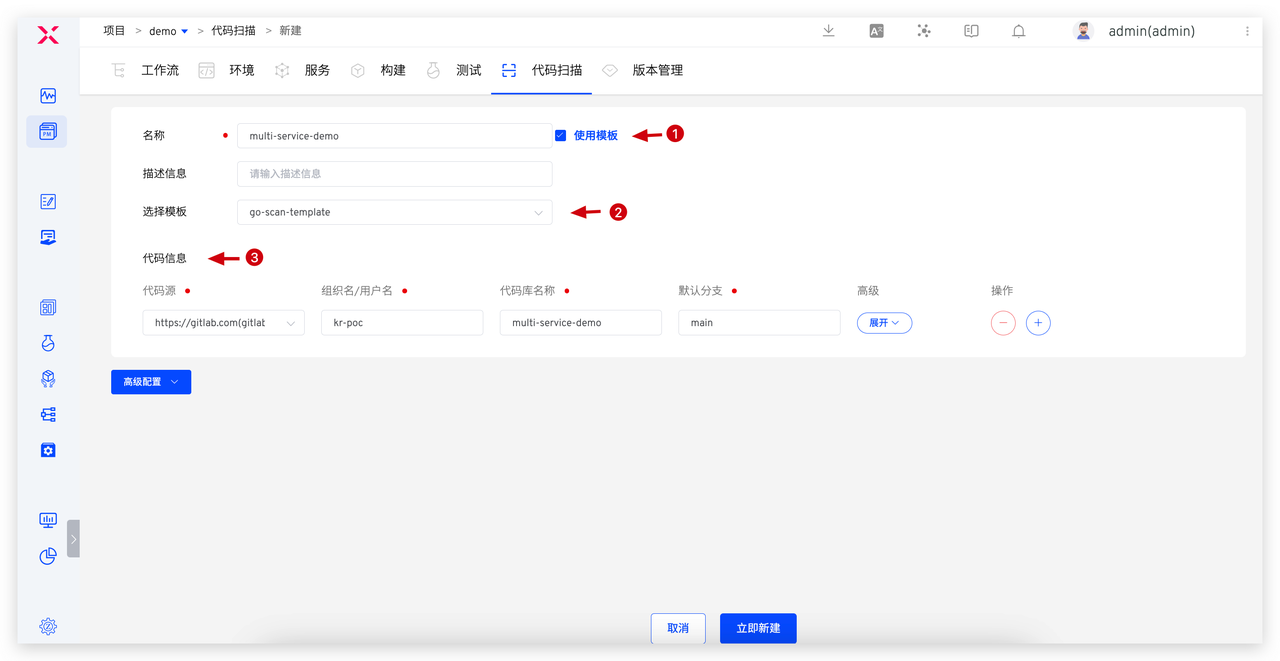 项目 > demo > 代码扫描 > 新建
admin(admin)
工作流 环境 服务 构建 测试 代码扫描 版本管理
PM
名称 multi-service-demo 使用模板 1
描述信息 请输入描述信息
选择模板 go-scan-template 2
代码信息 3
代码源 组织名/用户名 代码库名称 默认分支 高级 操作
https://gitlab.com(gitlat kr-poc multi-service-demo main 展开
高级配置
取消 立即新建